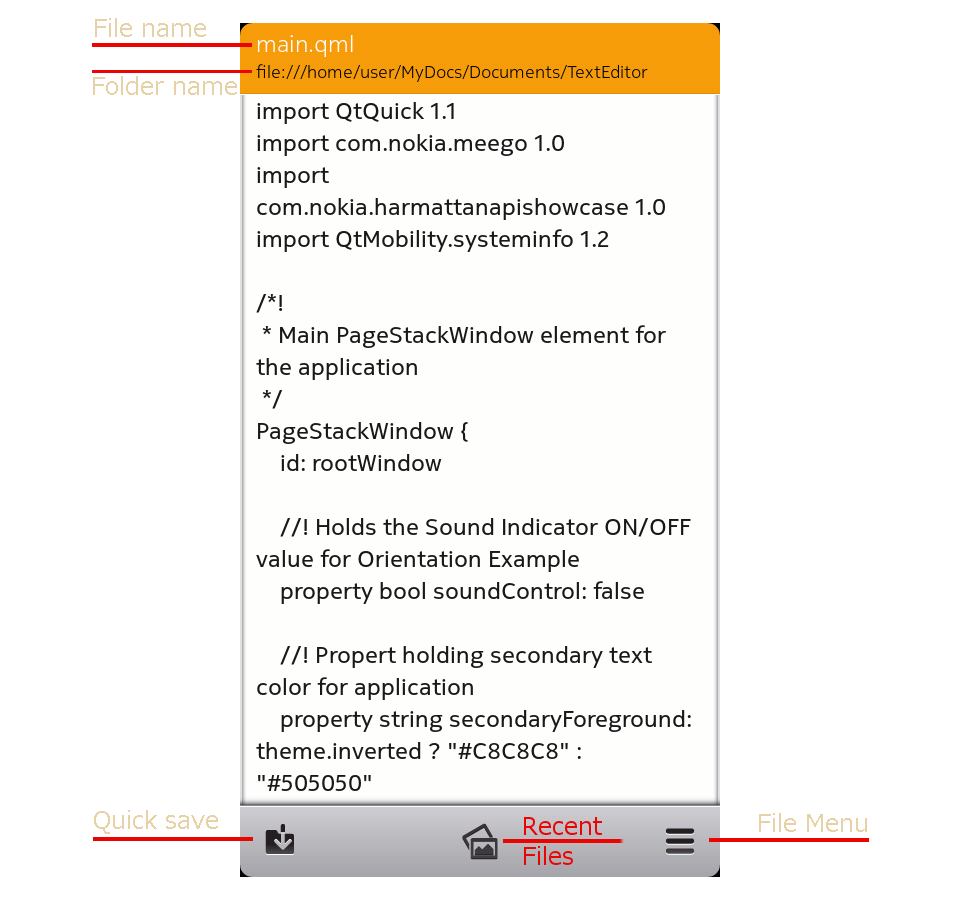 File name
main.qml
file:///home/user/MyDocs/Documents/TextEditor
Folder name
import QtQuick 1.1
import com.nokia.meego 1.0
import
com.nokia.harmattanapishowcase 1.0
import QtMobility.systeminfo 1.2
/*!
 * Main PageStackWindow element for
the application
 */
PageStackWindow {
    id: rootWindow
    //! Holds the Sound Indicator ON/OFF
value for Orientation Example
    property bool soundControl: false
    //! Propert holding secondary text
color for application
    property string secondaryForeground:
theme.inverted ? "#C8C8C8" :
"#505050"
Quick save
Recent
Files
File Menu